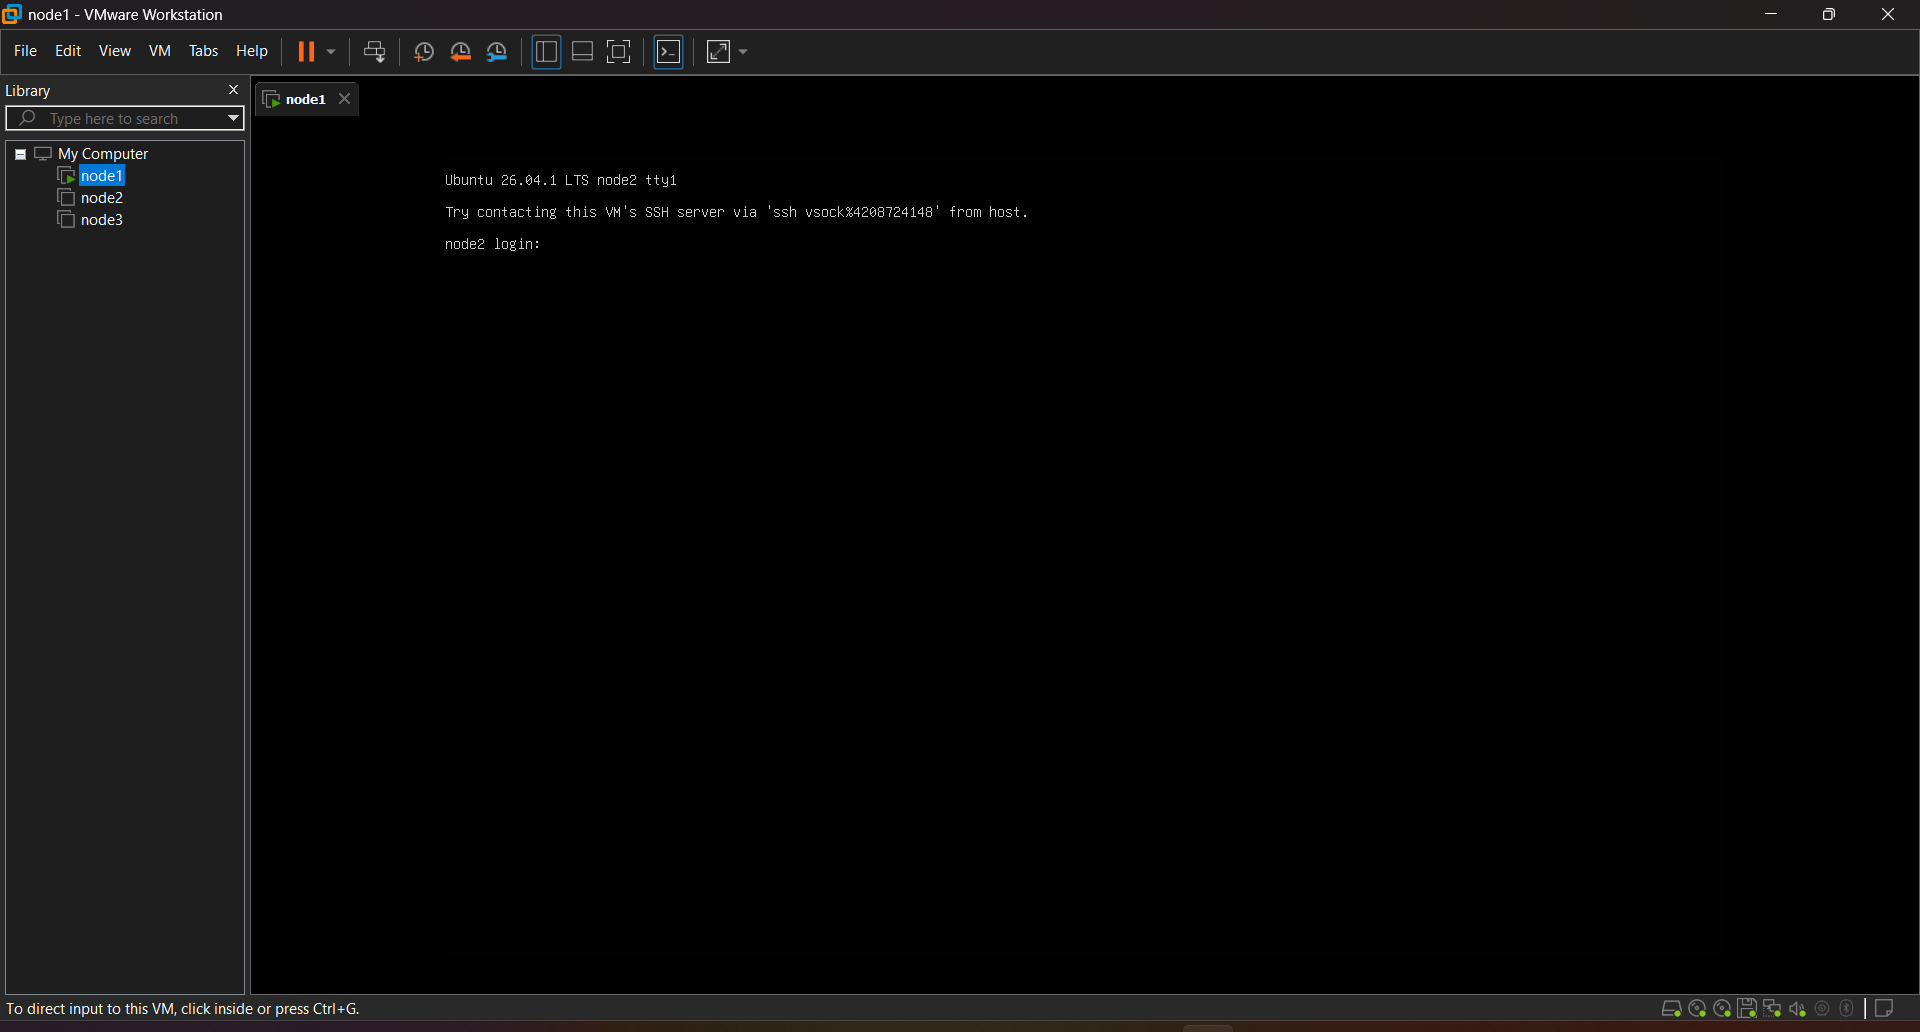 node1 - VMware Workstation
File Edit View VM Tabs Help
Library
node1
Type here to search
My Computer
node1
node2
node3
Ubuntu 26.04.1 LTS node2 tty1
Try contacting this VM's SSH server via 'ssh vsock%4208724148' from host.
node2 login:
To direct input to this VM, click inside or press Ctrl+G.